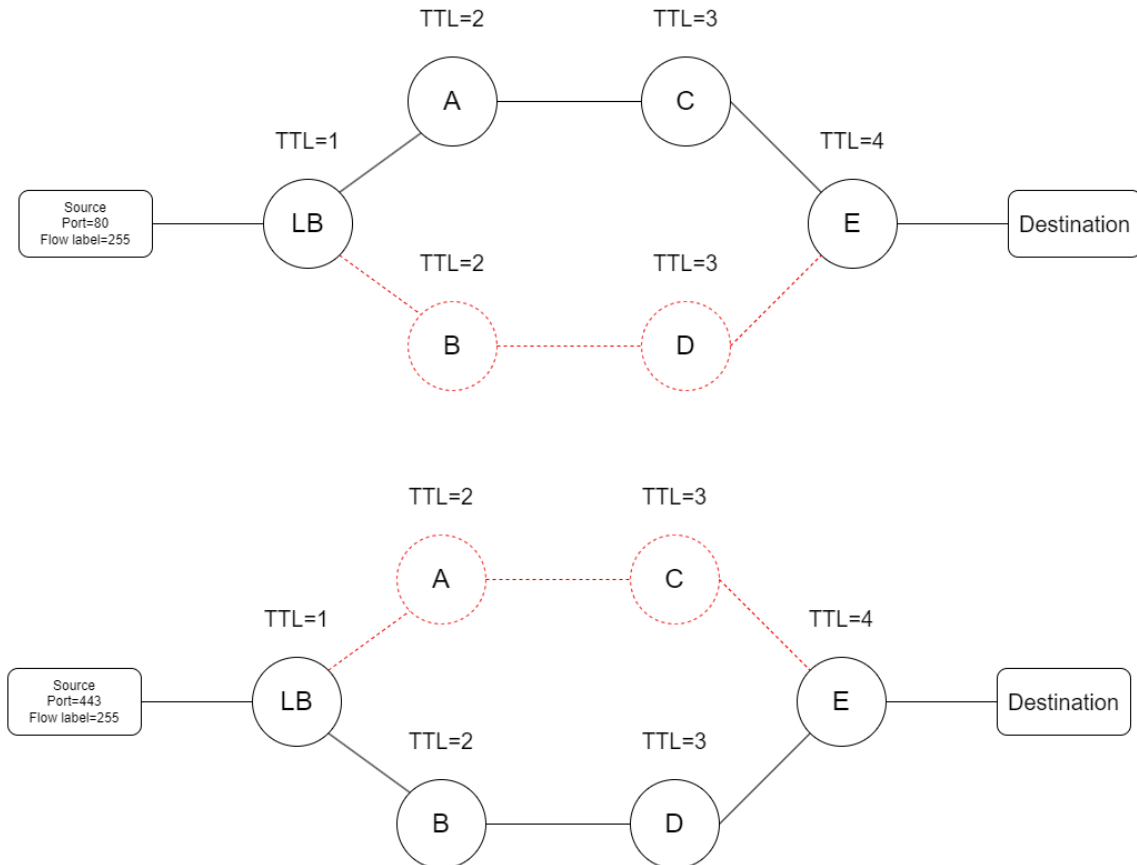 TTL=2
TTL=3
A
C
TTL=1
TTL=4
Source
Port=80
Flow label=255
LB
E
Destination
TTL=2
TTL=3
B
D
TTL=2
TTL=3
A
C
TTL=1
TTL=4
Source
Port=443
Flow label=255
LB
E
Destination
TTL=2
TTL=3
B
D